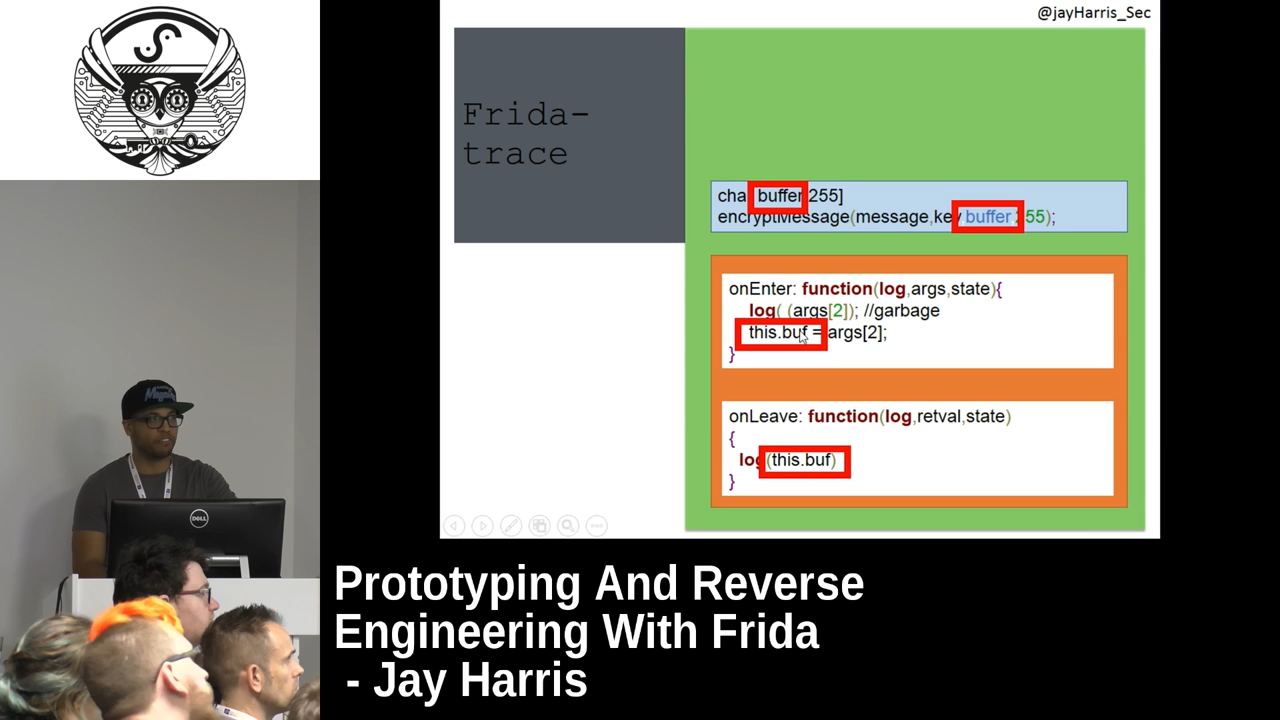 @jayHarris_Sec
Frida-
trace
cha buffer 255]
encryptMessage(message,key buffer 255);
onEnter: function(log,args,state){
log( (args[2]); //garbage
this.buf = args[2];
}
onLeave: function(log,retval,state)
{
log(this.buf)
}
DELL
Prototyping And Reverse
Engineering With Frida
- Jay Harris